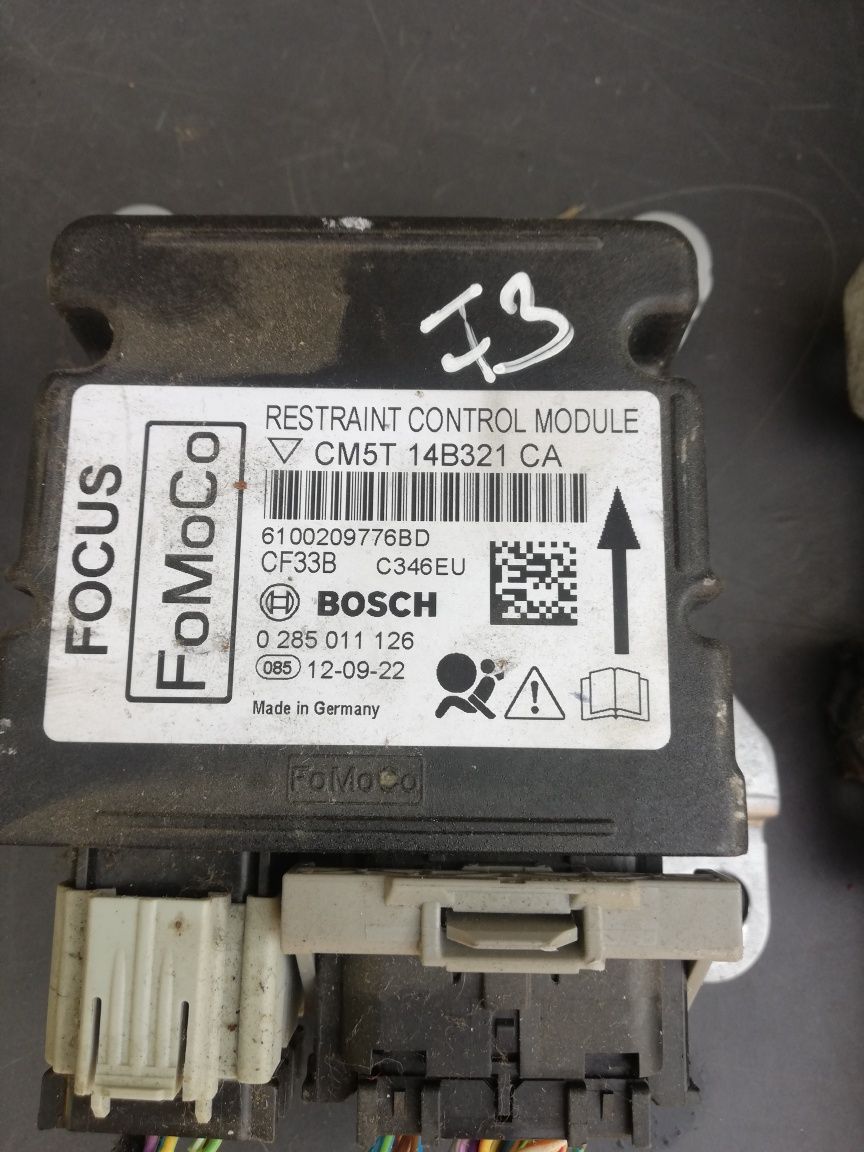 I3
FOCUS
FoMoCo
RESTRAINT CONTROL MODULE
CM5T 14B321 CA
6100209776BD
CF33B C346EU
BOSCH
0 285 011 126
085 12-09-22
Made in Germany
FoMoCo